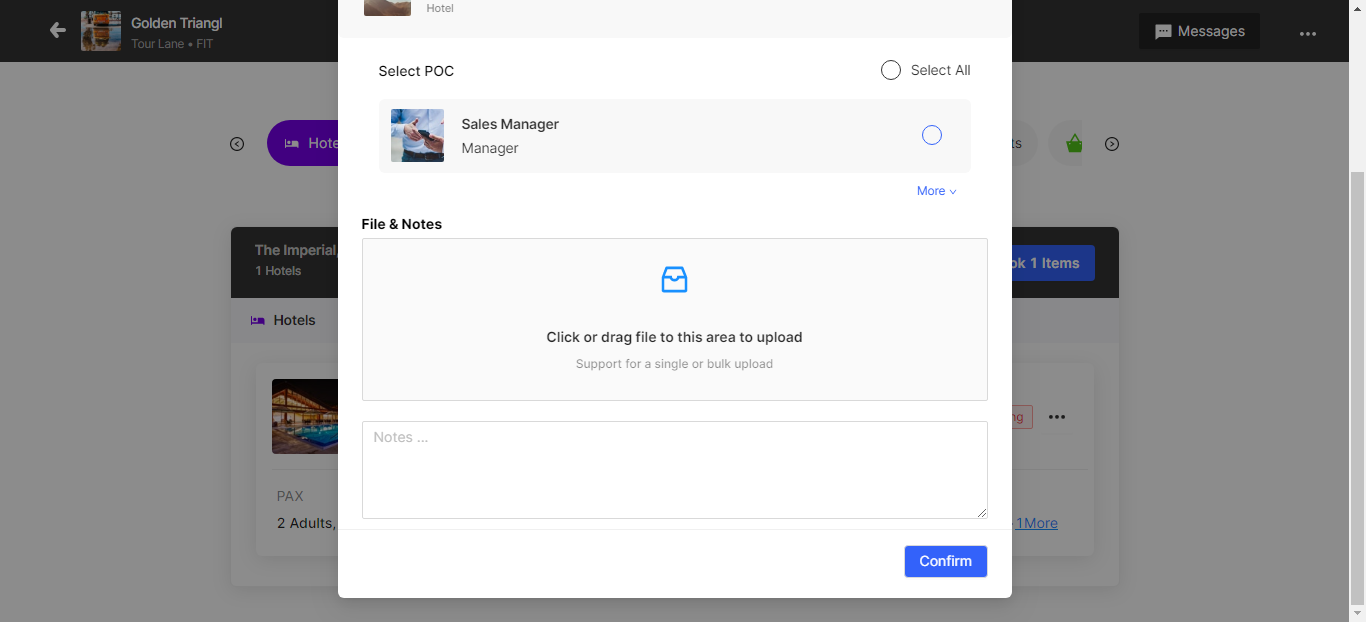 Golden Triangl
Tour Lane • FIT
Hotel
Messages
Select POC
Select All
Sales Manager
Manager
More
File & Notes
The Imperial,
1 Hotels
1 Items
Hotels
Click or drag file to this area to upload
Support for a single or bulk upload
Notes ...
PAX
2 Adults,
1More
Confirm